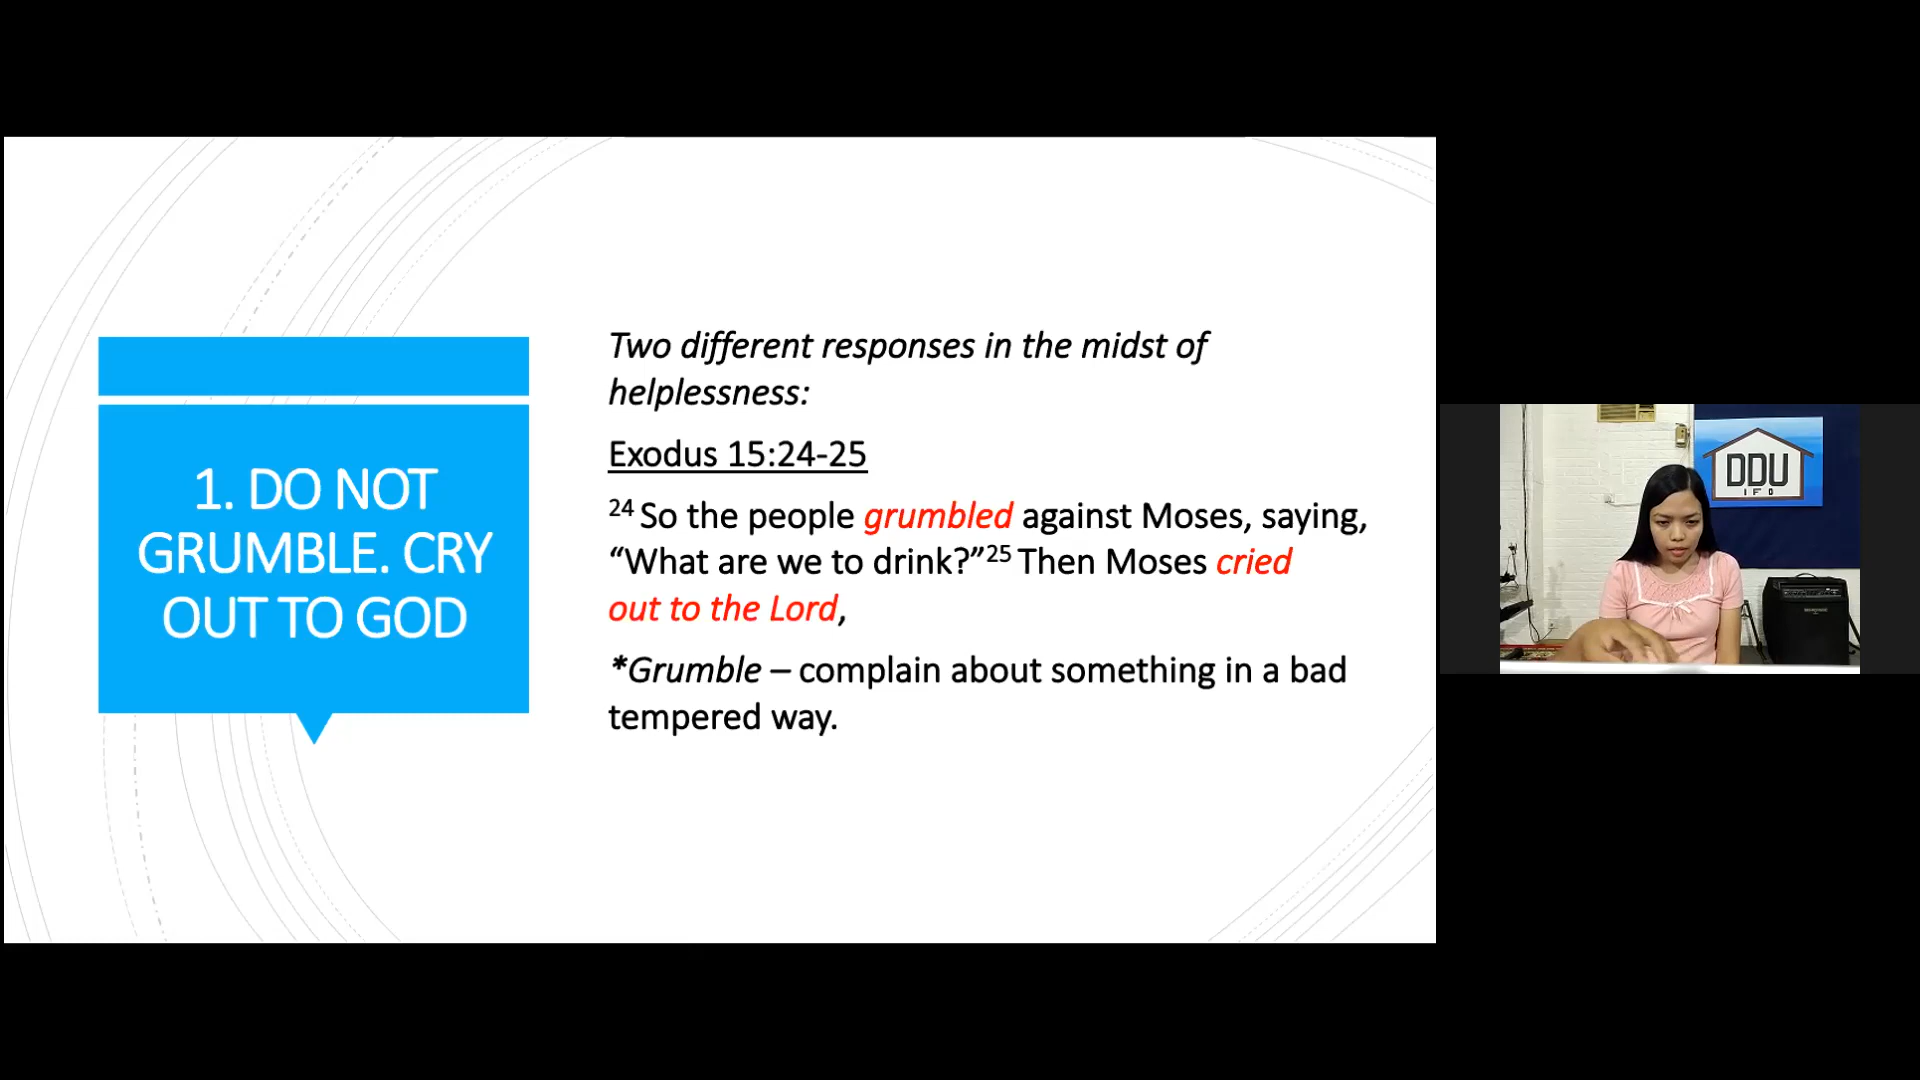 1. DO NOT
GRUMBLE. CRY
OUT TO GOD
Two different responses in the midst of
helplessness:
Exodus 15:24-25
24 So the people grumbled against Moses, saying,
“What are we to drink?”25 Then Moses cried
out to the Lord,
*Grumble – complain about something in a bad
tempered way.
DDU
IFO